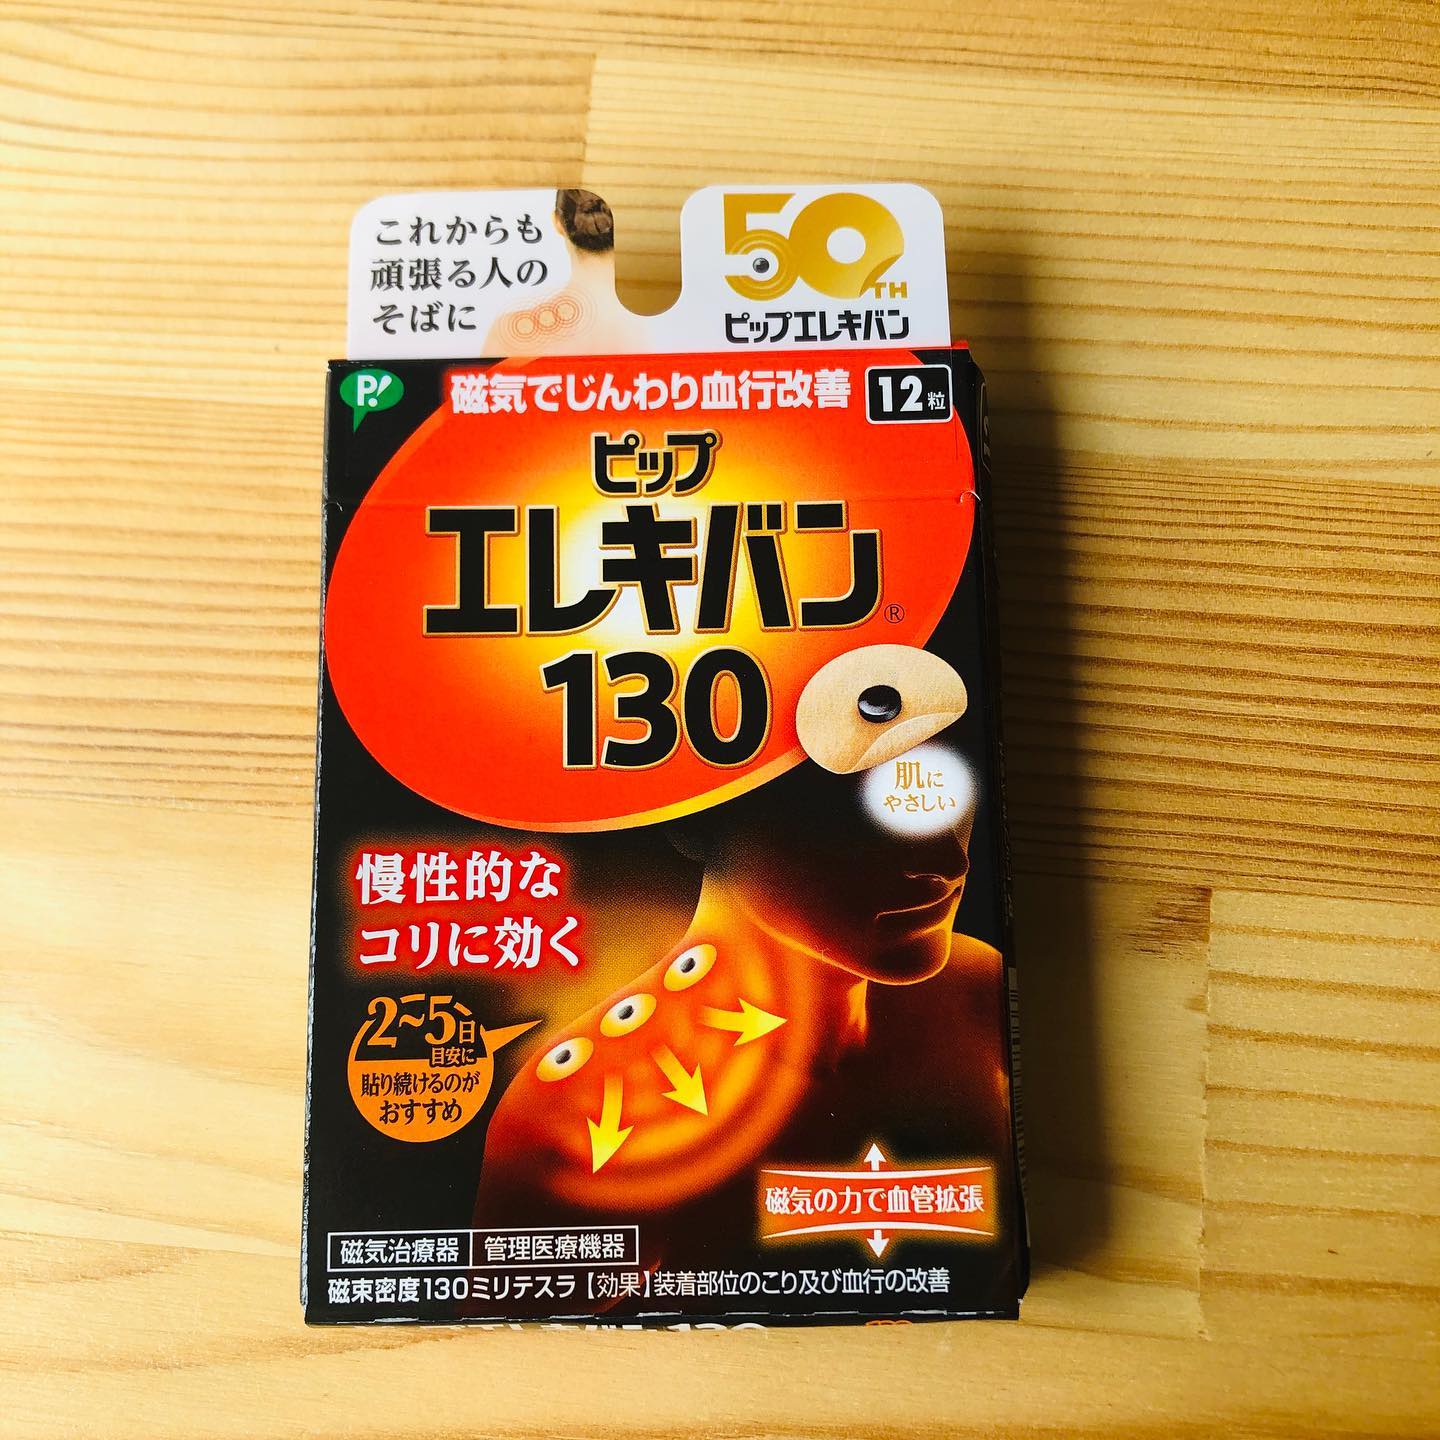 これからも
頑張る人の
そばに
50TH
ピップエレキバン
P!
磁気でじんわり血行改善
12粒
ピップ
エレキバン®
130
肌に
やさしい
慢性的な
コリに効く
2~5日
目安に
貼り続けるのが
おすすめ
磁気の力で血管拡張
磁気治療器 管理医療機器
磁束密度130ミリテスラ【効果】装着部位のこり及び血行の改善